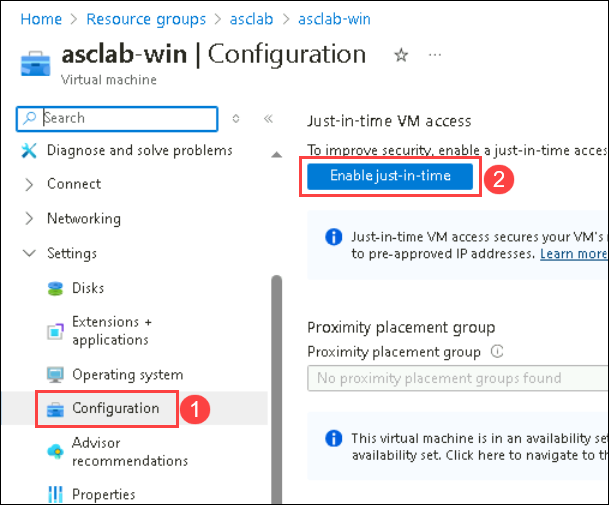 Home > Resource groups > asclab > asclab-win
asclab-win | Configuration
Virtual machine
Search
Diagnose and solve problems
Connect
Networking
Settings
Disks
Extensions +
applications
Operating system
Configuration
1
Advisor
recommendations
Properties
Just-in-time VM access
To improve security, enable a just-in-time acces
Enable just-in-time
2
Just-in-time VM access secures your VM's
to pre-approved IP addresses. Learn more
Proximity placement group
Proximity placement group
No proximity placement groups found
This virtual machine is in an availability se
availability set. Click here to navigate to th